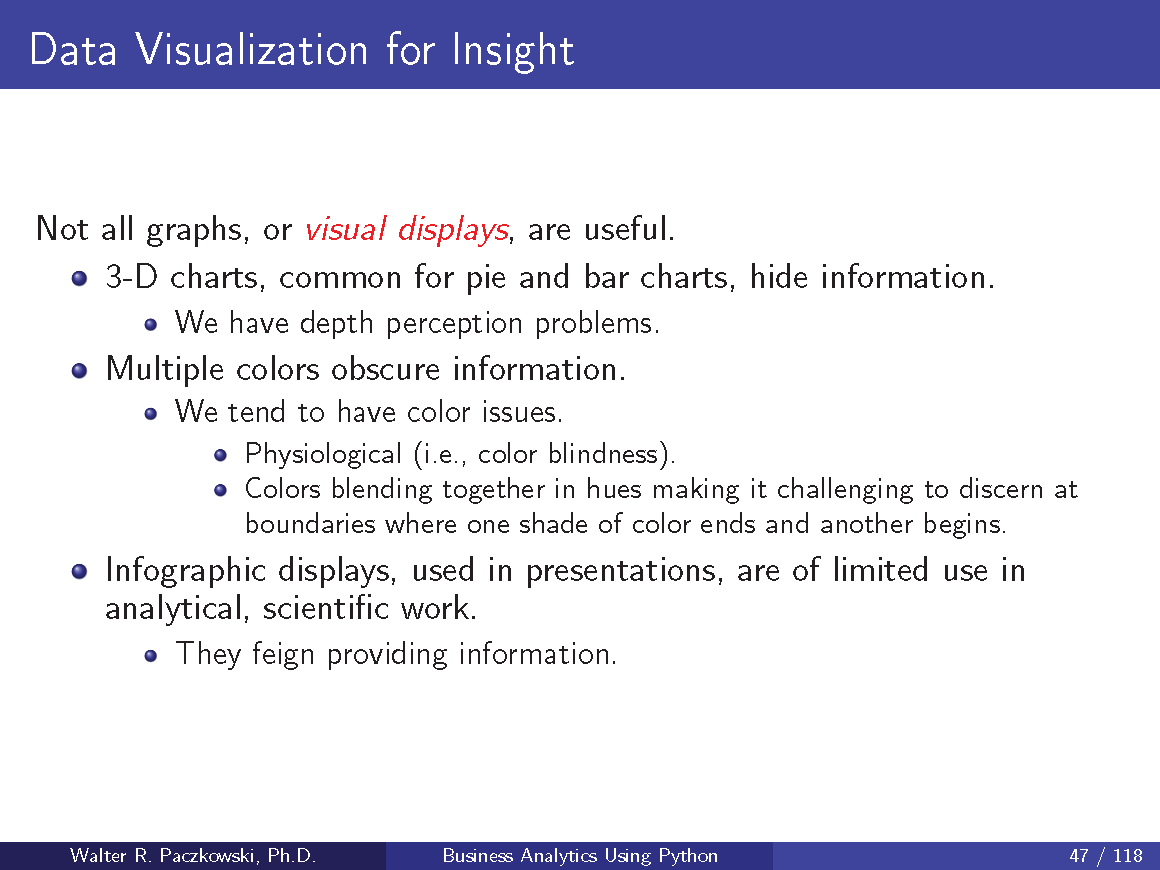 Data Visualization for Insight
Not all graphs, or visual displays, are useful.
3-D charts, common for pie and bar charts, hide information.
We have depth perception problems.
Multiple colors obscure information.
We tend to have color issues.
Physiological (i.e., color blindness).
Colors blending together in hues making it challenging to discern at
boundaries where one shade of color ends and another begins.
Infographic displays, used in presentations, are of limited use in
analytical, scientific work.
They feign providing information.
Walter R. Paczkowski, Ph.D.
Business Analytics Using Python
47 / 118